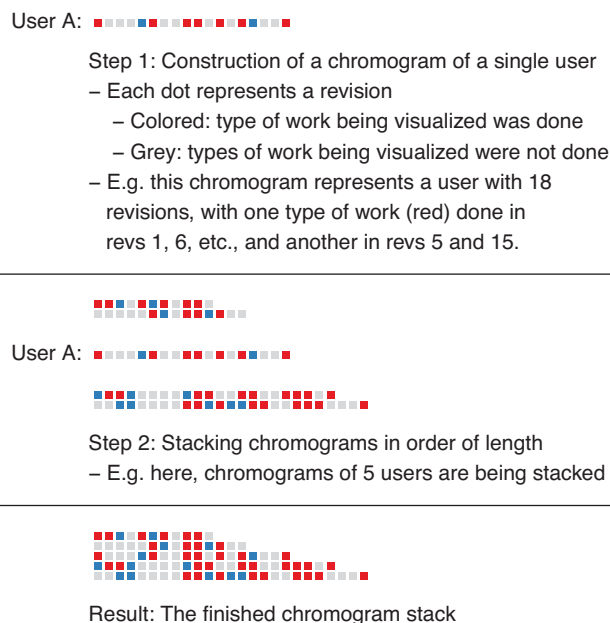 User A:
Step 1: Construction of a chromogram of a single user
– Each dot represents a revision
– Colored: type of work being visualized was done
– Grey: types of work being visualized were not done
– E.g. this chromogram represents a user with 18
revisions, with one type of work (red) done in
revs 1, 6, etc., and another in revs 5 and 15.
User A:
Step 2: Stacking chromograms in order of length
– E.g. here, chromograms of 5 users are being stacked
Result: The finished chromogram stack